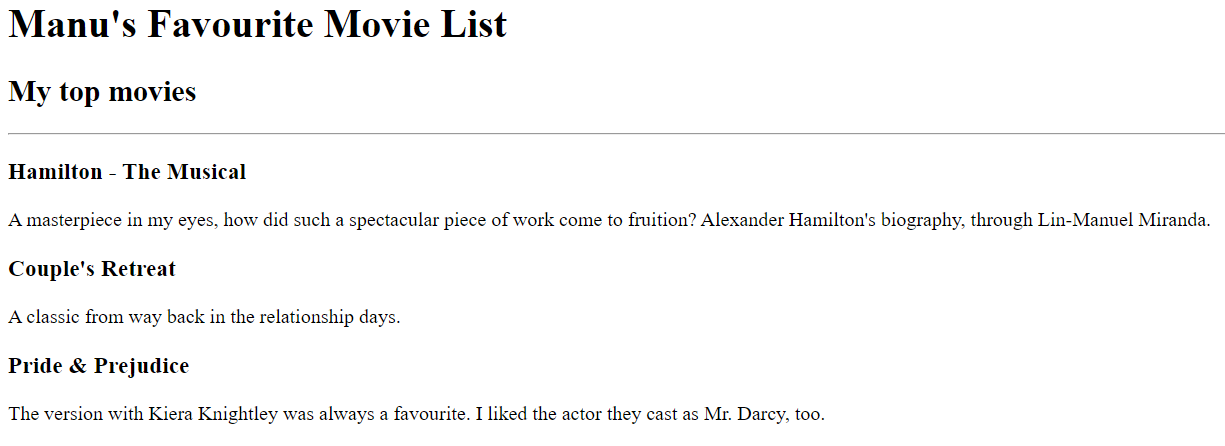 Manu's Favourite Movie List
My top movies
Hamilton - The Musical
A masterpiece in my eyes, how did such a spectacular piece of work come to fruition? Alexander Hamilton's biography, through Lin-Manuel Miranda.
Couple's Retreat
A classic from way back in the relationship days.
Pride & Prejudice
The version with Kiera Knightley was always a favourite. I liked the actor they cast as Mr. Darcy, too.